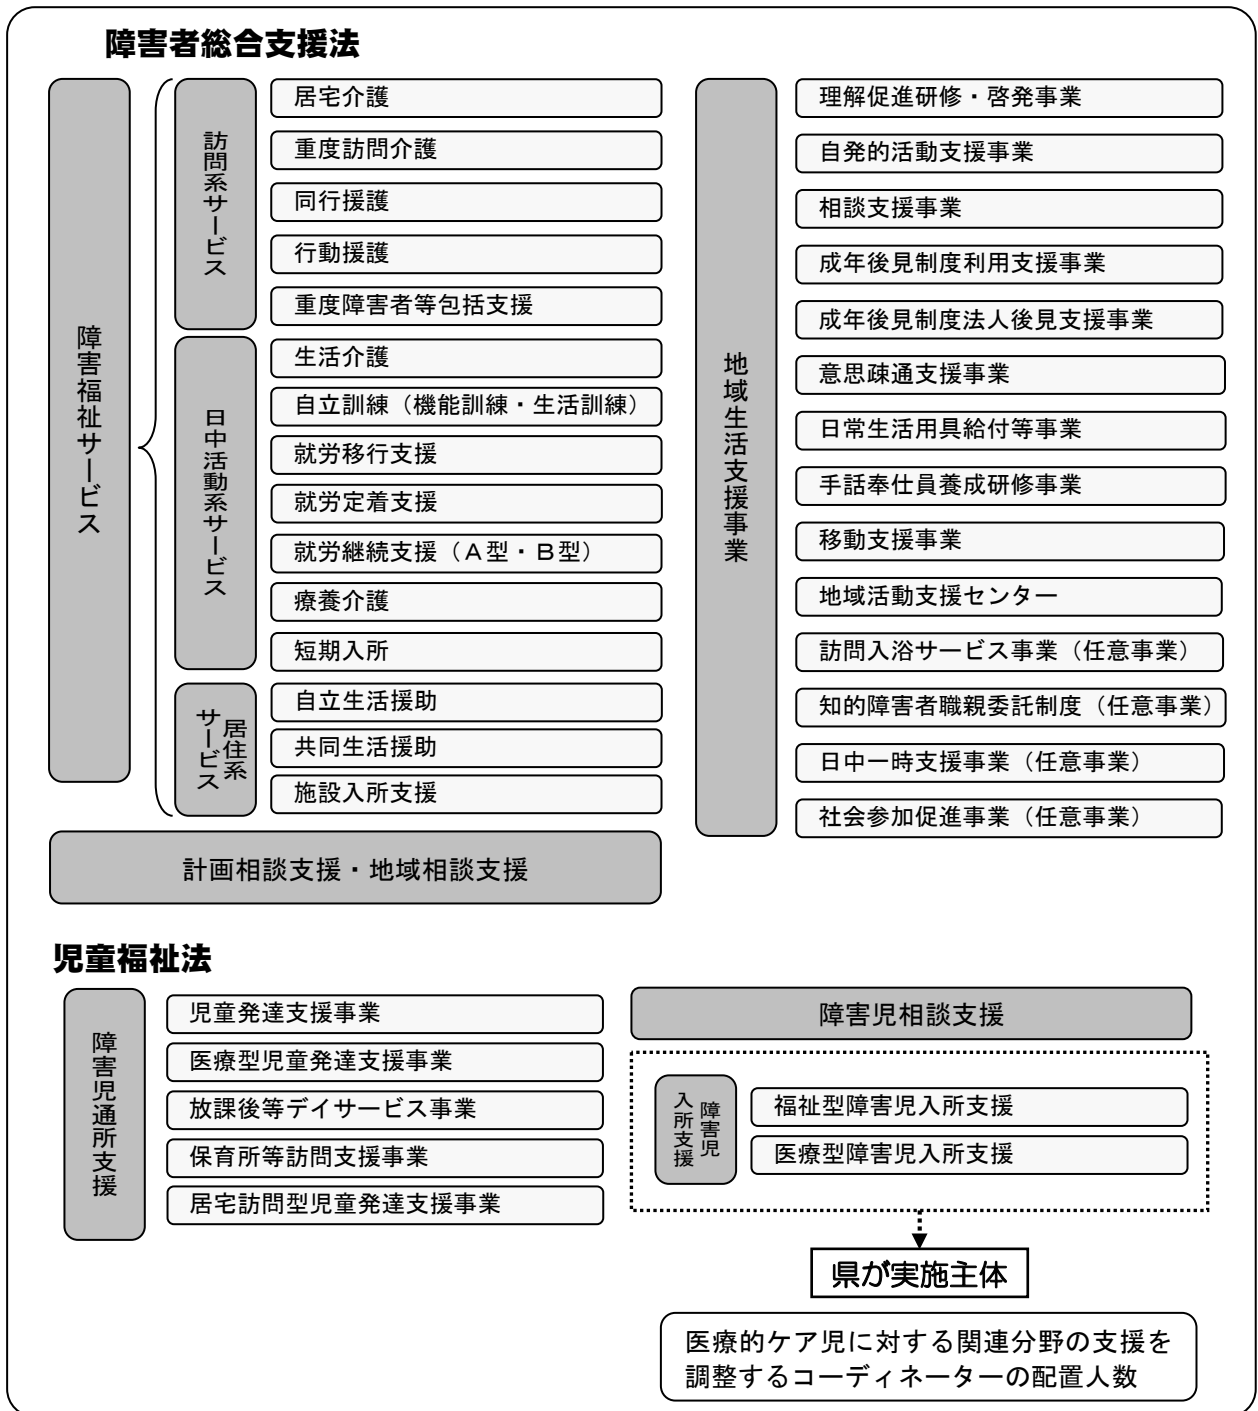 障害者総合支援法
障害福祉サービス
訪問系サービス
居宅介護
重度訪問介護
同行援護
行動援護
重度障害者等包括支援
日中活動系サービス
生活介護
自立訓練（機能訓練・生活訓練）
就労移行支援
就労定着支援
就労継続支援（Ａ型・Ｂ型）
療養介護
短期入所
居住系
サービス
自立生活援助
共同生活援助
施設入所支援
計画相談支援・地域相談支援
地域生活支援事業
理解促進研修・啓発事業
自発的活動支援事業
相談支援事業
成年後見制度利用支援事業
成年後見制度法人後見支援事業
意思疎通支援事業
日常生活用具給付等事業
手話奉仕員養成研修事業
移動支援事業
地域活動支援センター
訪問入浴サービス事業（任意事業）
知的障害者職親委託制度（任意事業）
日中一時支援事業（任意事業）
社会参加促進事業（任意事業）
児童福祉法
障害児通所支援
児童発達支援事業
医療型児童発達支援事業
放課後等デイサービス事業
保育所等訪問支援事業
居宅訪問型児童発達支援事業
障害児相談支援
障害児
入所支援
福祉型障害児入所支援
医療型障害児入所支援
県が実施主体
医療的ケア児に対する関連分野の支援を
調整するコーディネーターの配置人数